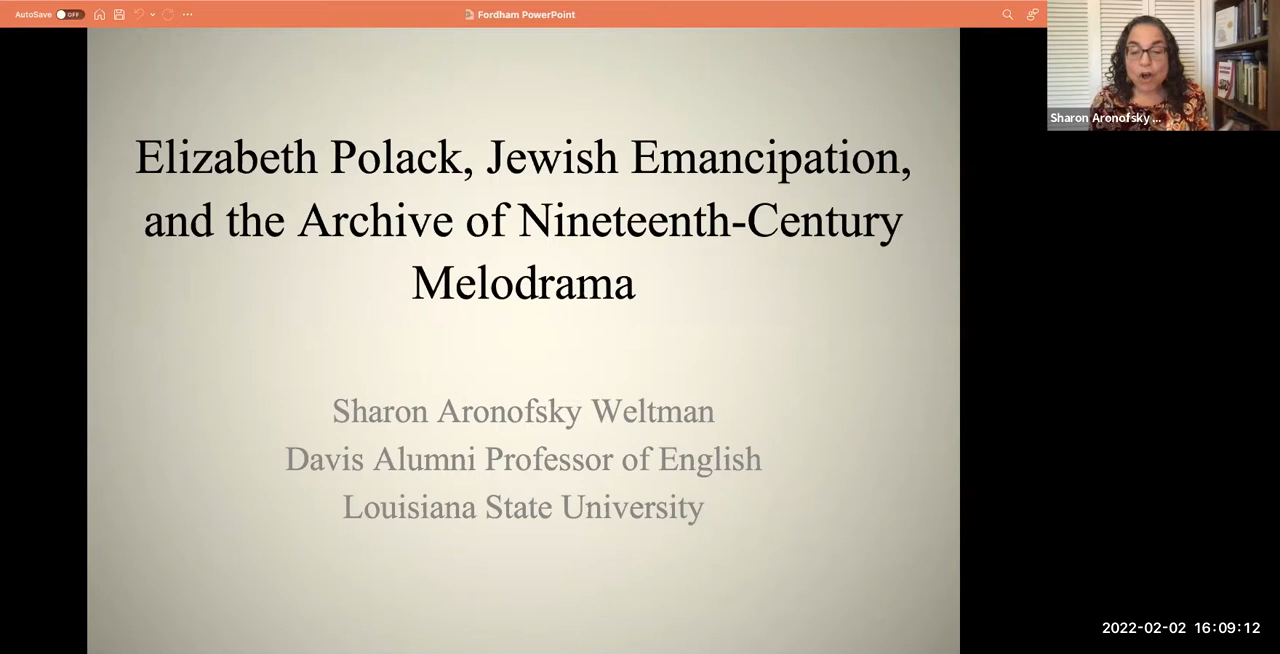 AutoSave OFF
Fordham PowerPoint
Sharon Aronofsky ...
Elizabeth Polack, Jewish Emancipation,
and the Archive of Nineteenth-Century
Melodrama
Sharon Aronofsky Weltman
Davis Alumni Professor of English
Louisiana State University
2022-02-02 16:09:12